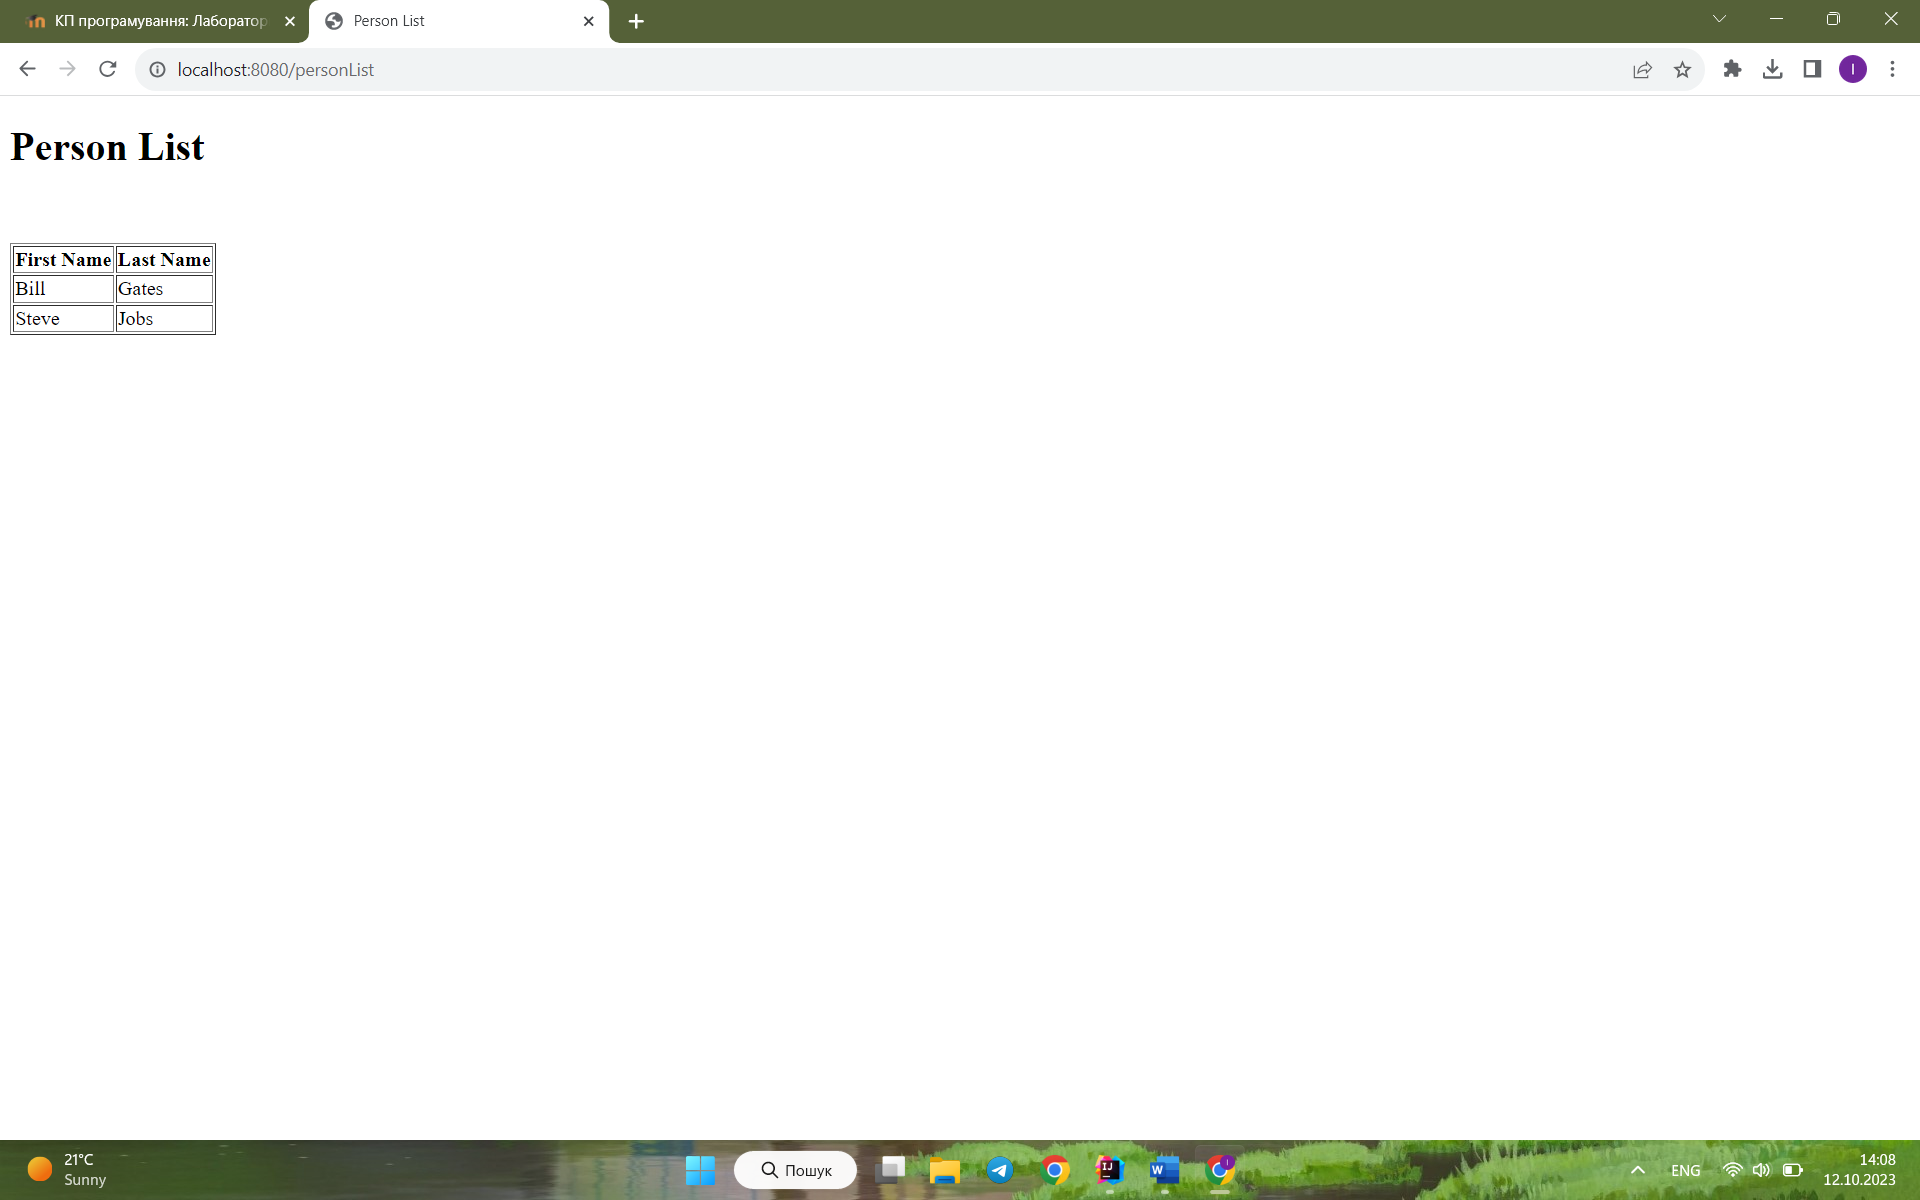 КП програмування: Лаборатор
Person List
localhost:8080/personList
I
Person List
First Name Last Name
Bill Gates
Steve Jobs
21°C
Sunny
Пошук
ENG
14:08
12.10.2023